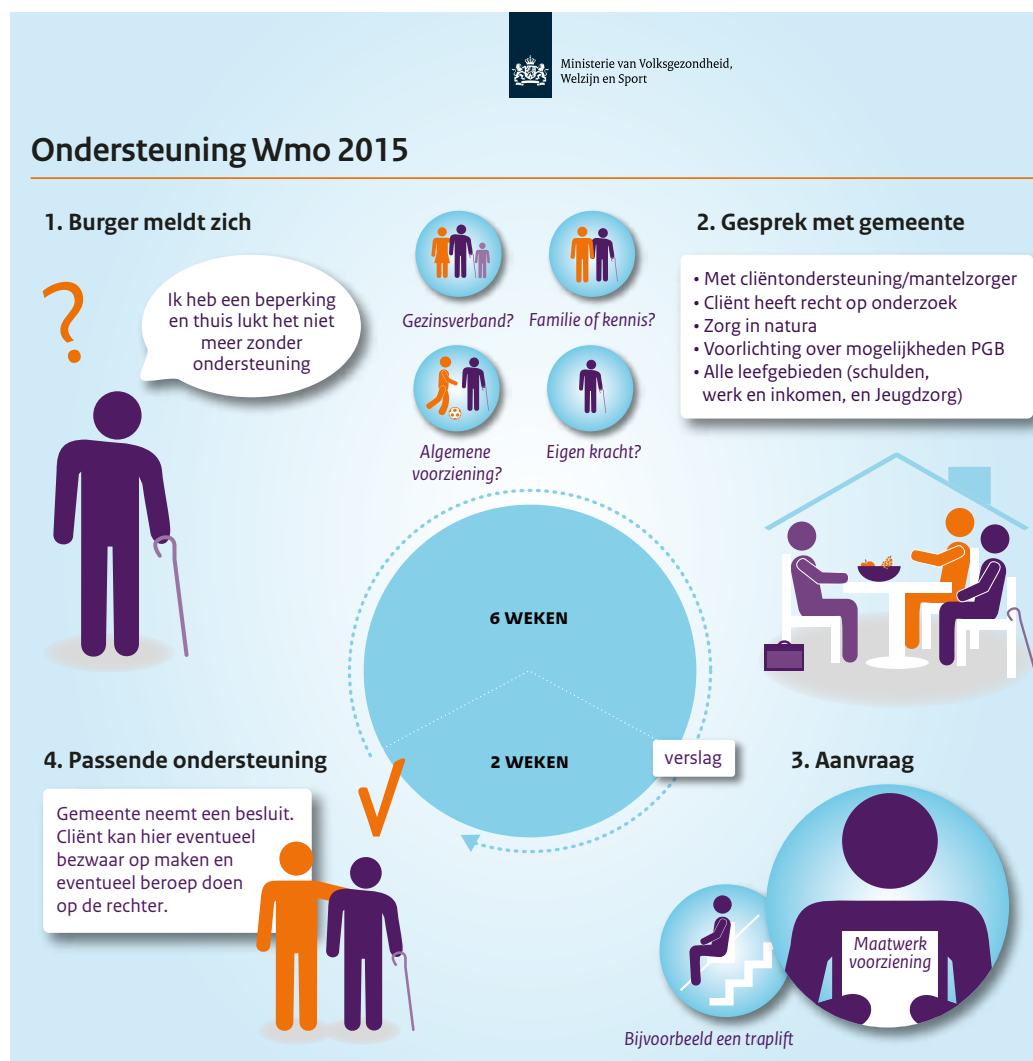 Ministerie van Volksgezondheid,
Welzijn en Sport
Ondersteuning Wmo 2015
1. Burger meldt zich
?
Ik heb een beperking
en thuis lukt het niet
meer zonder
ondersteuning
Gezinsverband?
Familie of kennis?
Algemene
voorziening?
Eigen kracht?
2. Gesprek met gemeente
• Met cliëntondersteuning/mantelzorger
• Cliënt heeft recht op onderzoek
• Zorg in natura
• Voorlichting over mogelijkheden PGB
• Alle leefgebieden (schulden,
werk en inkomen, en Jeugdzorg)
6 WEKEN
2 WEKEN
verslag
3. Aanvraag
Maatwerk
voorziening
Bijvoorbeeld een traplift
4. Passende ondersteuning
Gemeente neemt een besluit.
Cliënt kan hier eventueel
bezwaar op maken en
eventueel beroep doen
op de rechter.